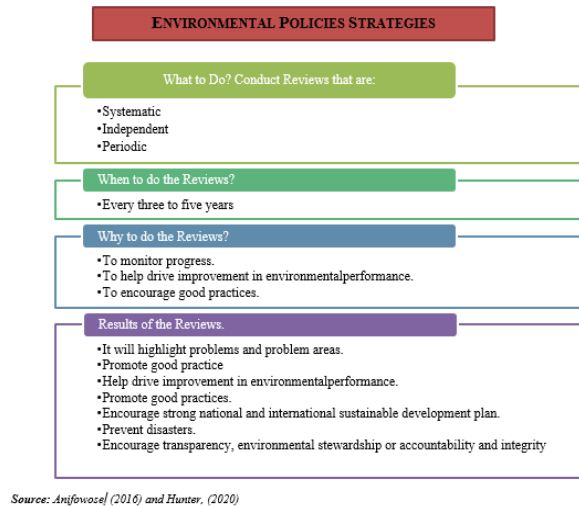 ENVIRONMENTAL POLICIES STRATEGIES
What to Do? Conduct Reviews that are:
•Systematic
•Independent
•Periodic
When to do the Reviews?
•Every three to five years
Why to do the Reviews?
•To monitor progress.
•To help drive improvement in environmentalperformance.
•To encourage good practices.
Results of the Reviews.
•It will highlight problems and problem areas.
•Promote good practice
•Help drive improvement in environmentalperformance.
•Promote good practices.
•Encourage strong national and international sustainable development plan.
•Prevent disasters.
•Encourage transparency, environmental stewardship or accountability and integrity
Source: Anifowose| (2016) and Hunter, (2020)